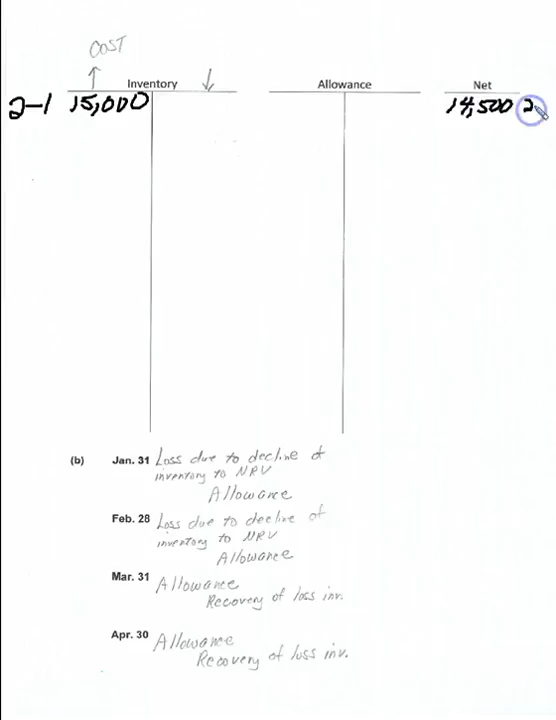 COST
Inventory Allowance Net
2-1 15,000 14,500 2
(b) Jan. 31 Loss due to decline of
inventory to NRV
Allowance
Feb. 28 Loss due to decline of
inventory to NRV
Allowance
Mar. 31 Allowance
Recovery of loss inv.
Apr. 30 Allowance
Recovery of loss inv.